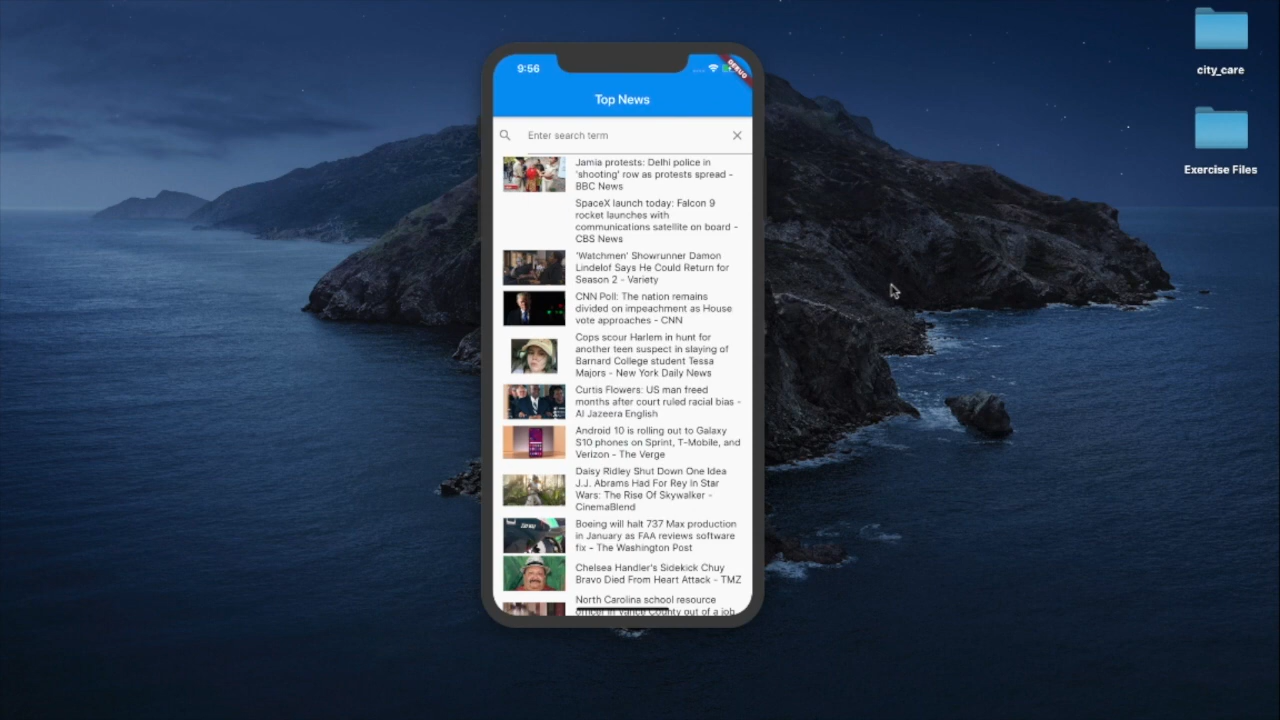 9:56
DEBUG
Top News
Enter search term
Jamia protests: Delhi police in
'shooting' row as protests spread -
BBC News
SpaceX launch today: Falcon 9
rocket launches with
communications satellite on board -
CBS News
'Watchmen' Showrunner Damon
Lindelof Says He Could Return for
Season 2 - Variety
CNN Poll: The nation remains
divided on impeachment as House
vote approaches - CNN
Cops scour Harlem in hunt for
another teen suspect in slaying of
Barnard College student Tessa
Majors - New York Daily News
Curtis Flowers: US man freed
months after court ruled racial bias -
Al Jazeera English
Android 10 is rolling out to Galaxy
S10 phones on Sprint, T-Mobile, and
Verizon - The Verge
Daisy Ridley Shut Down One Idea
J.J. Abrams Had For Rey In Star
Wars: The Rise Of Skywalker -
CinemaBlend
Boeing will halt 737 Max production
in January as FAA reviews software
fix - The Washington Post
Chelsea Handler's Sidekick Chuy
Bravo Died From Heart Attack - TMZ
North Carolina school resource
officer in Vance County out of a job
city_care
Exercise Files